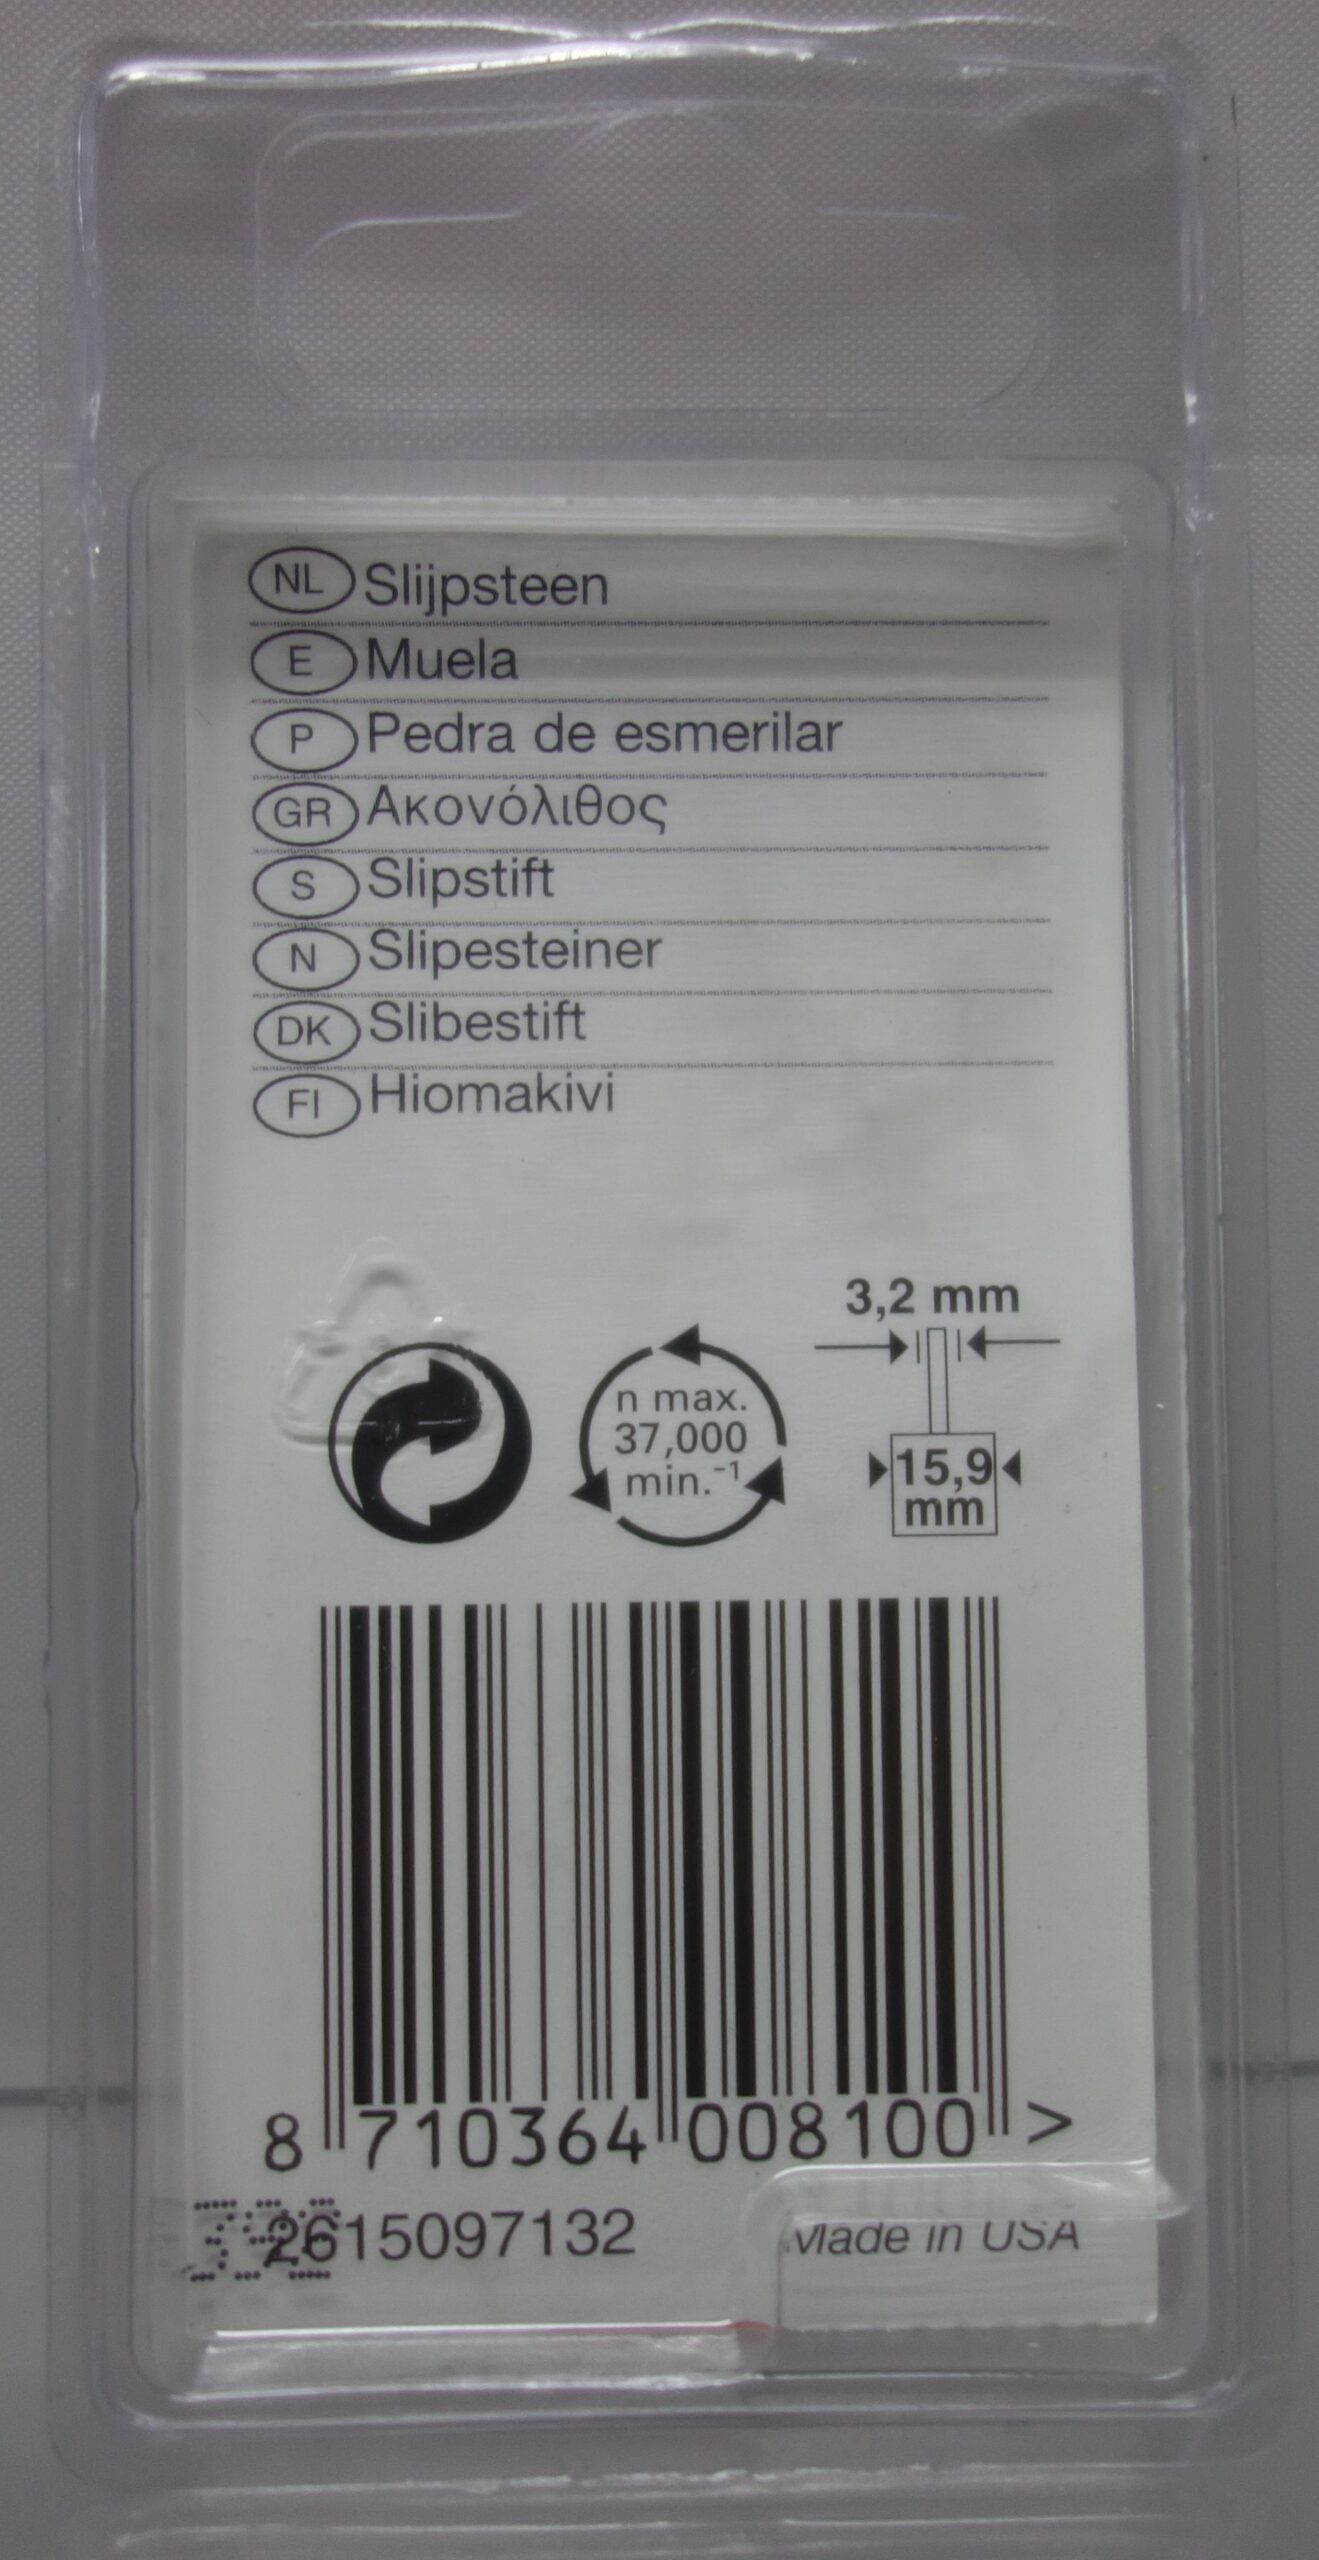 NL Slijpsteen
E Muela
P Pedra de esmerilar
GR Ακονόλιθος
S Slipstift
N Slipesteiner
DK Slibestift
FI Hiomakivi
3,2 mm
n max.
37,000
min.⁻¹
15,9
mm
8 710364 008100 >
2615097132
Made in USA